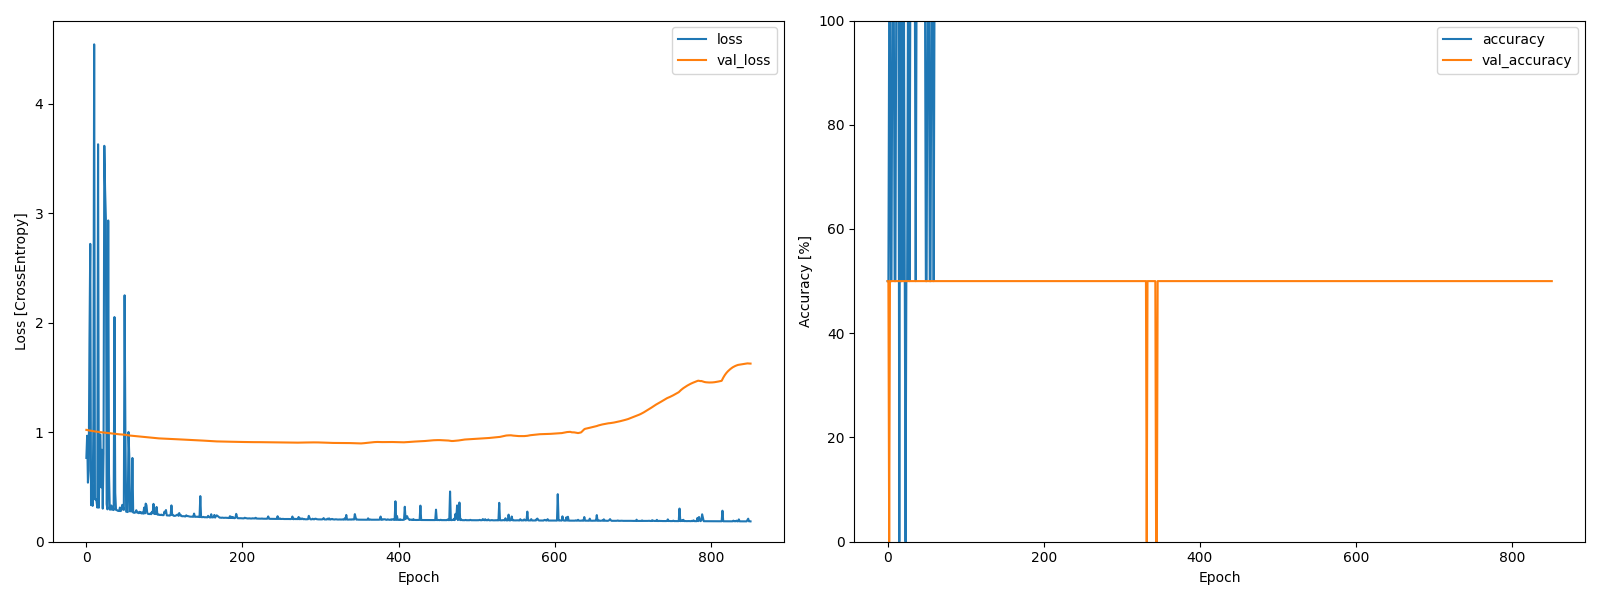 loss
val_loss
Loss [CrossEntropy]
4
3
2
1
0
0 200 400 600 800
Epoch
accuracy
val_accuracy
Accuracy [%]
100
80
60
40
20
0
0 200 400 600 800
Epoch